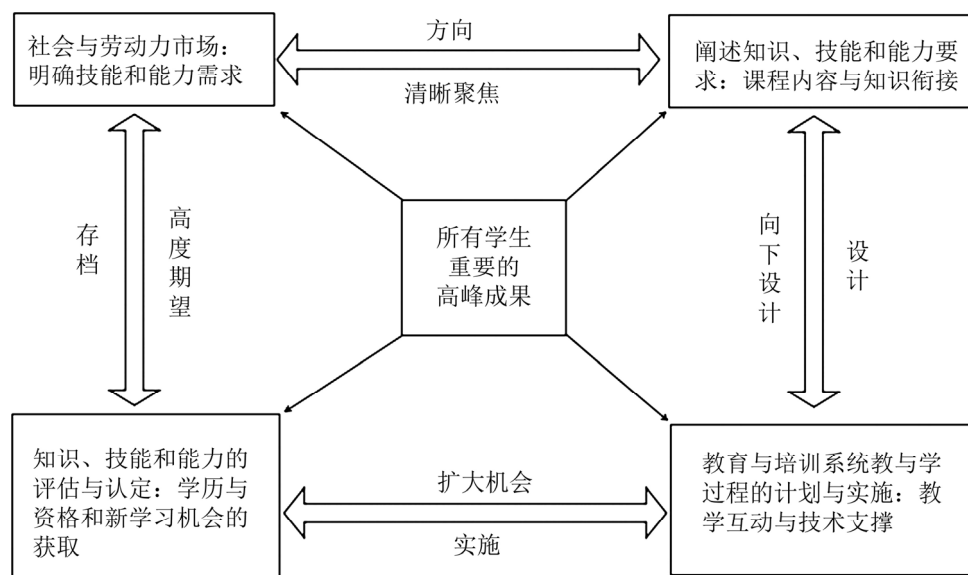 社会与劳动力市场：
明确技能和能力需求
方向
清晰聚焦
阐述知识、技能和能力要
求：课程内容与知识衔接
存档
高度期望
所有学生
重要的
高峰成果
向下设计
设计
知识、技能和能力的
评估与认定：学历与
资格和新学习机会的
获取
扩大机会
实施
教育与培训系统教与学
过程的计划与实施：教
学互动与技术支撑